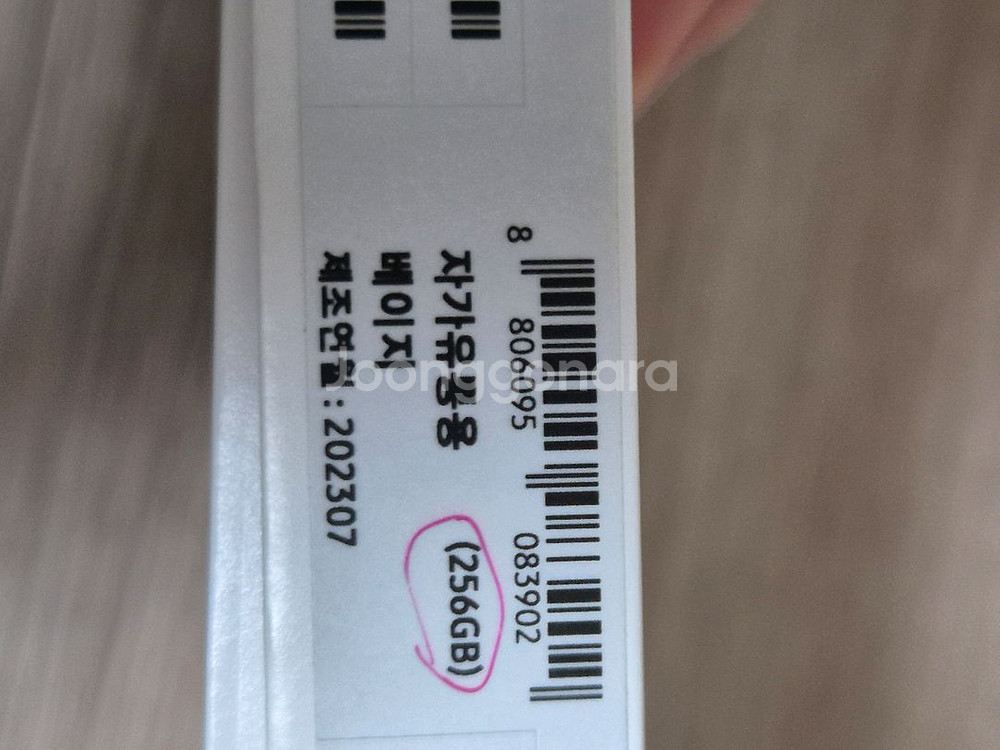 8 806095 083902
자가유통용 (256GB)
베이지
제조연월 : 202307
Joonggonara